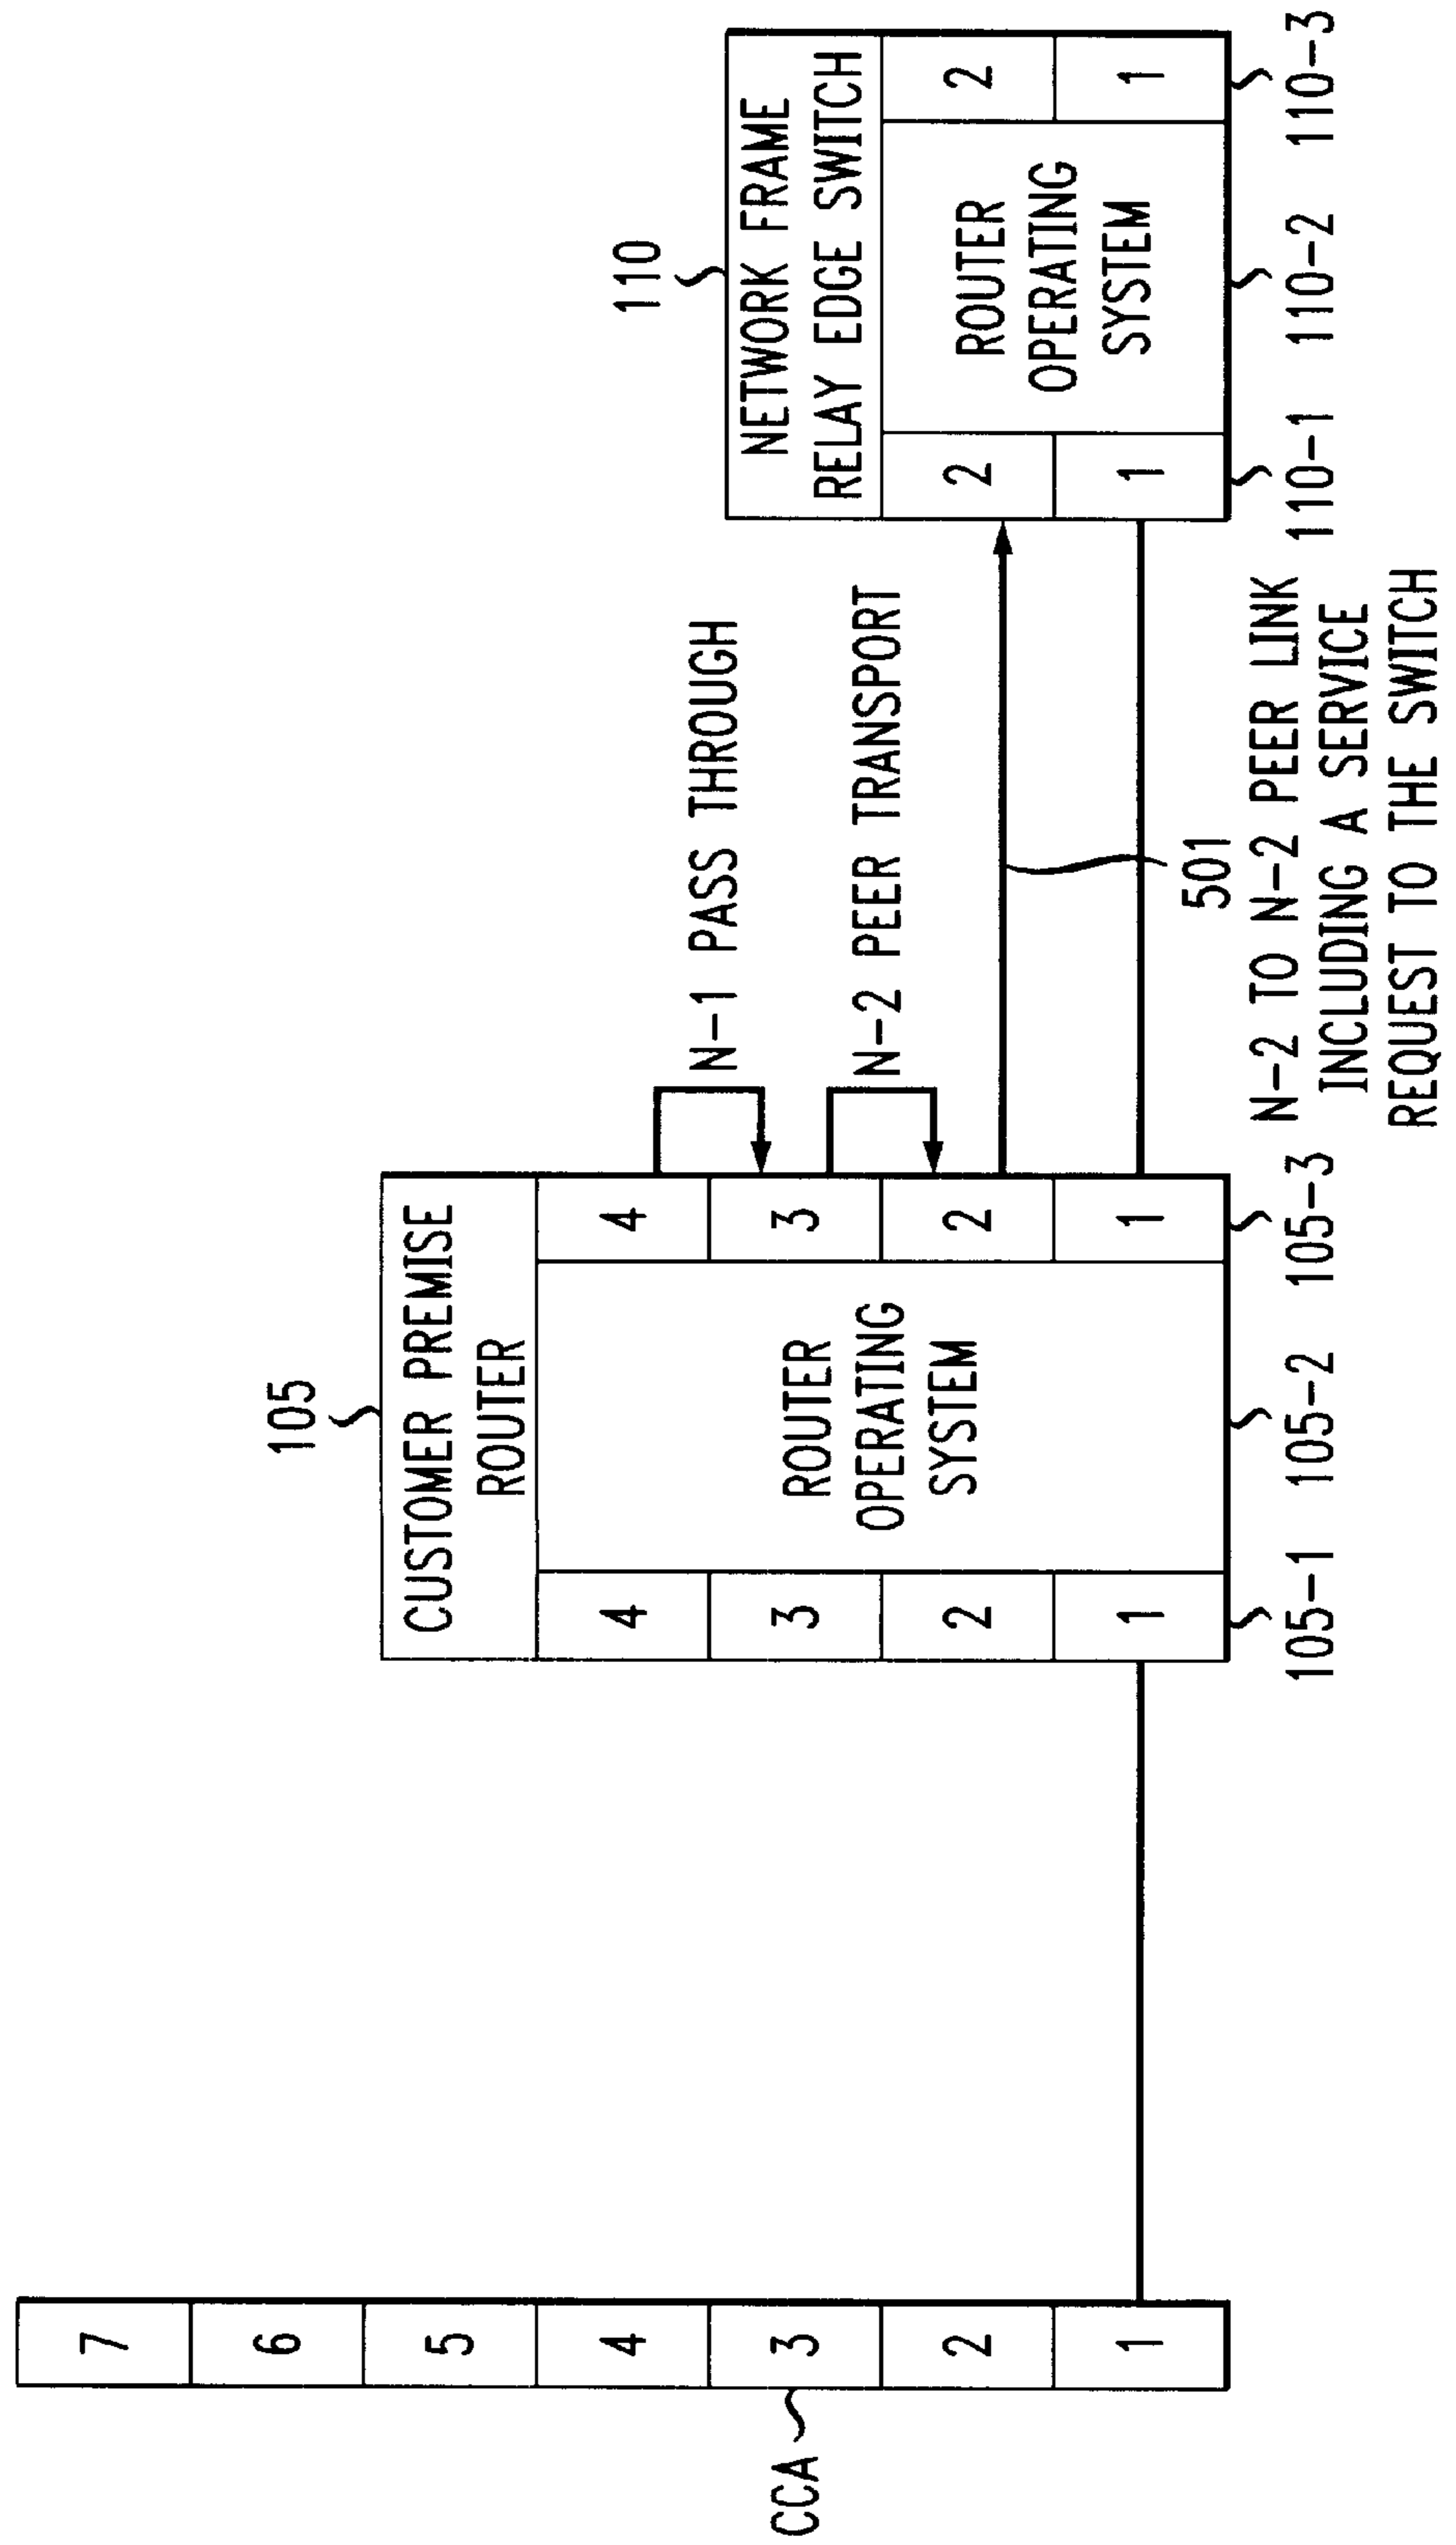 7
6
5
4
3
2
1
CCA
105
CUSTOMER PREMISE
ROUTER
4
3
2
1
ROUTER
OPERATING
SYSTEM
4
3
2
1
105-1
105-2
105-3
N-1 PASS THROUGH
N-2 PEER TRANSPORT
501
N-2 TO N-2 PEER LINK
INCLUDING A SERVICE
REQUEST TO THE SWITCH
110
NETWORK FRAME
RELAY EDGE SWITCH
2
1
ROUTER
OPERATING
SYSTEM
2
1
110-1
110-2
110-3